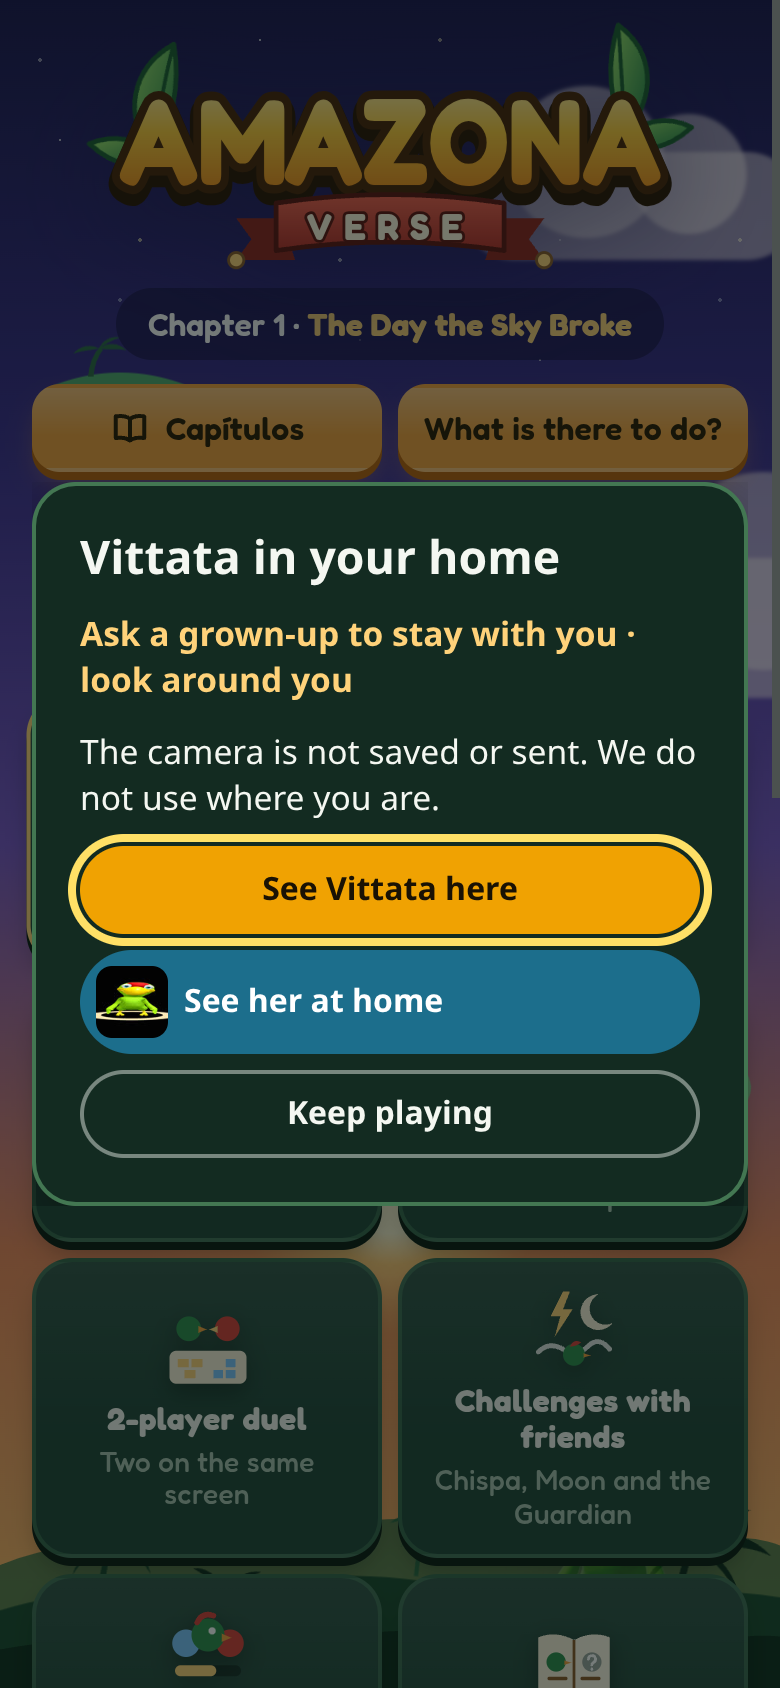 AMAZONA
VERSE
Chapter 1 · The Day the Sky Broke
Capítulos
What is there to do?
Vittata in your home
Ask a grown-up to stay with you ·
look around you
The camera is not saved or sent. We do
not use where you are.
See Vittata here
See her at home
Keep playing
2-player duel
Two on the same
screen
Challenges with
friends
Chispa, Moon and the
Guardian
?